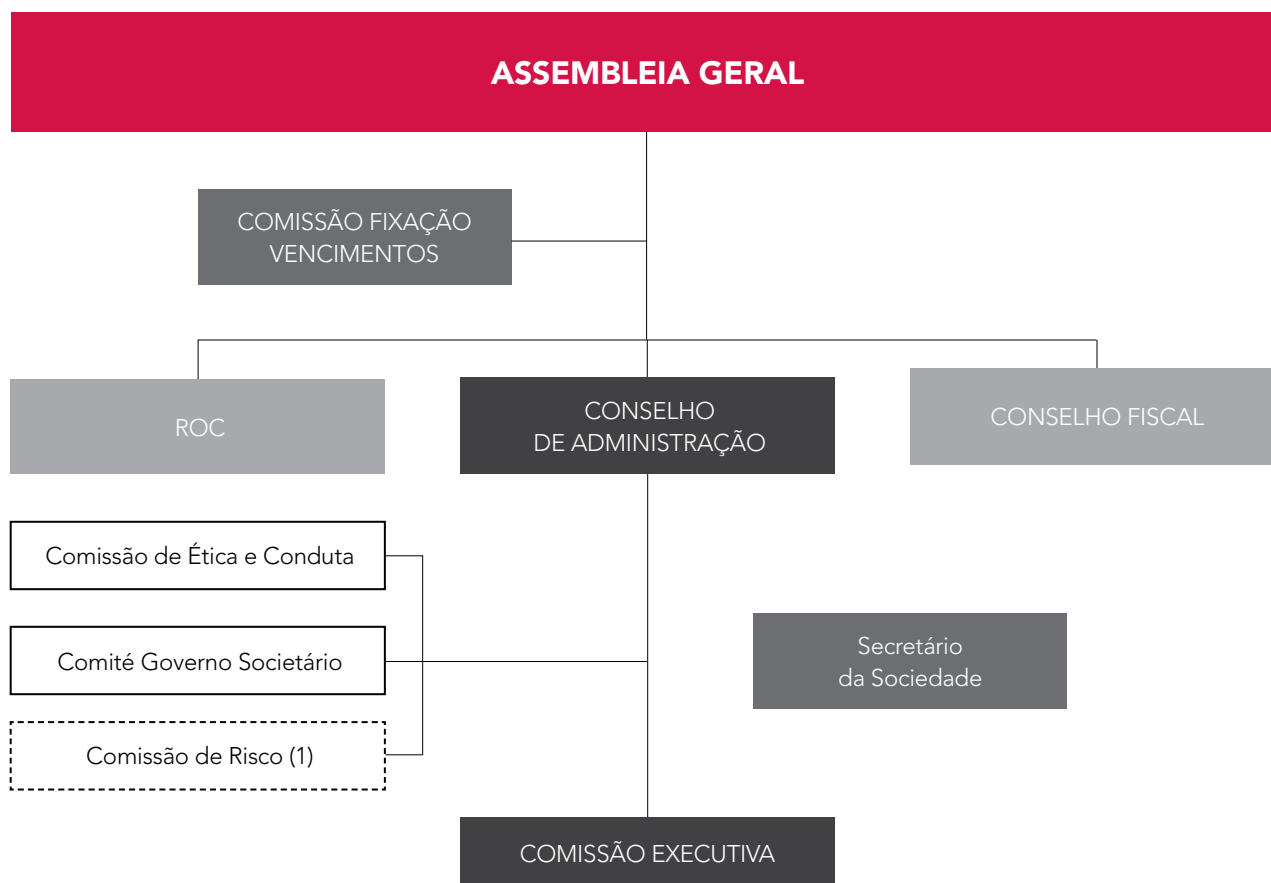 ASSEMBLEIA GERAL
COMISSÃO FIXAÇÃO
VENCIMENTOS
ROC
CONSELHO
DE ADMINISTRAÇÃO
CONSELHO FISCAL
Comissão de Ética e Conduta
Comité Governo Societário
Secretário
da Sociedade
Comissão de Risco (1)
COMISSÃO EXECUTIVA